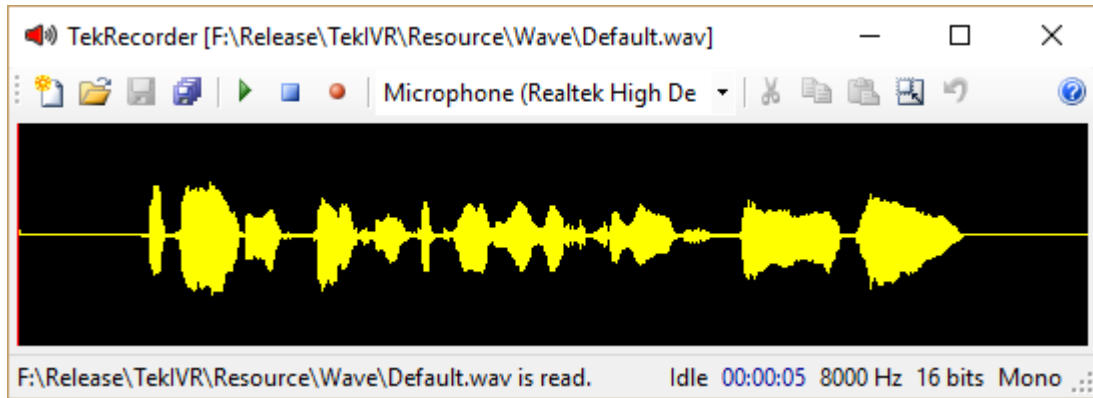 TekRecorder [F:\Release\TekIVR\Resource\Wave\Default.wav]
Microphone (Realtek High De
F:\Release\TekIVR\Resource\Wave\Default.wav is read. Idle 00:00:05 8000 Hz 16 bits Mono